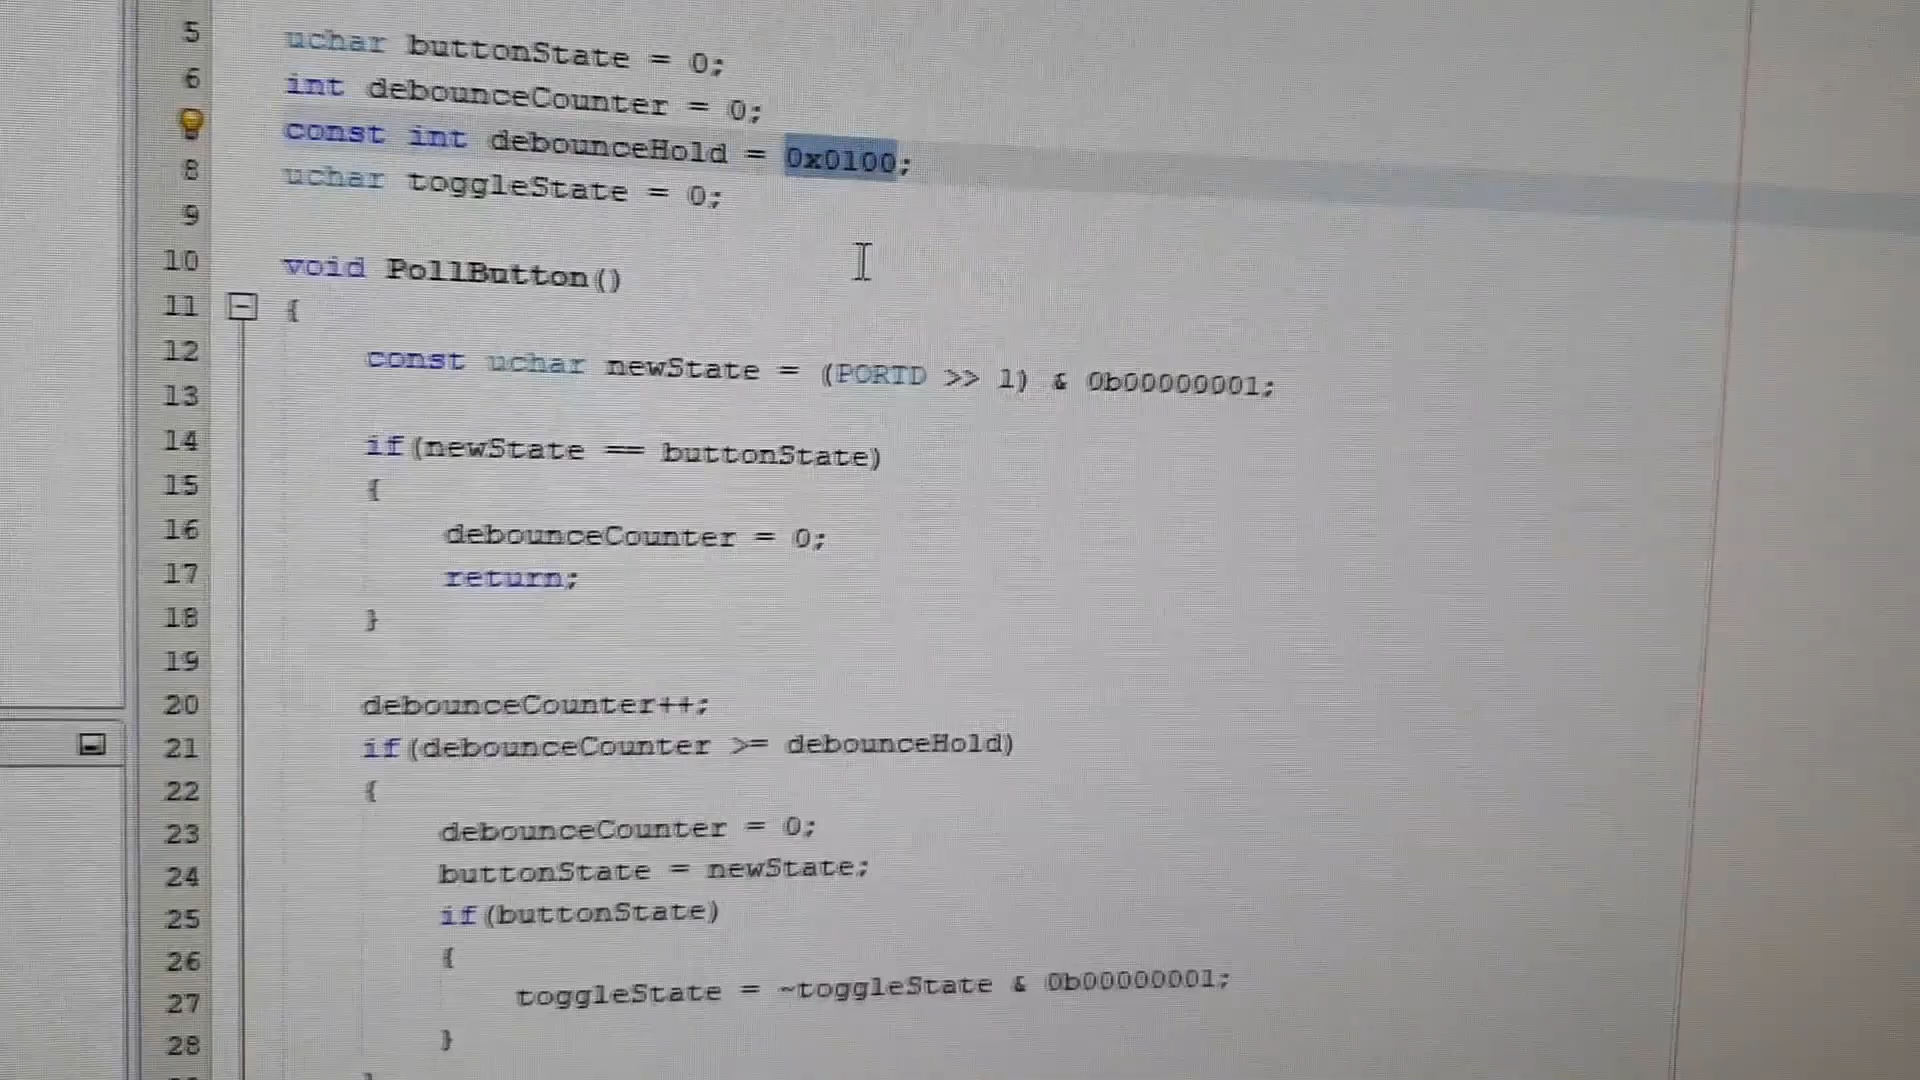 5 uchar buttonState = 0;
6 int debounceCounter = 0;
const int debounceHold = 0x0100;
8 uchar toggleState = 0;
9
10 void PollButton()
11 {
12 const uchar newState = (PORTD >> 1) & 0b00000001;
13
14 if(newState == buttonState)
15 {
16 debounceCounter = 0;
17 return;
18 }
19
20 debounceCounter++;
21 if(debounceCounter >= debounceHold)
22 {
23 debounceCounter = 0;
24 buttonState = newState;
25 if(buttonState)
26 {
27 toggleState = ~toggleState & 0b00000001;
28 }